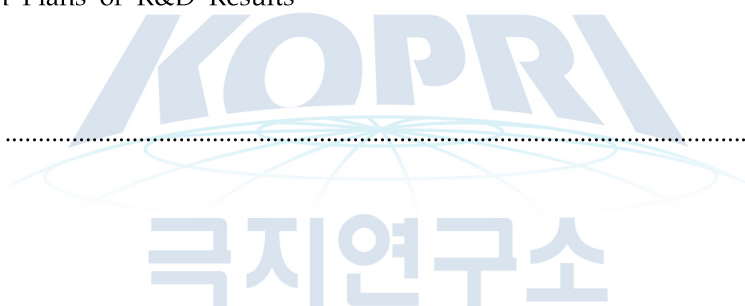 Plans of R&D Results
KOPRI
극지연구소